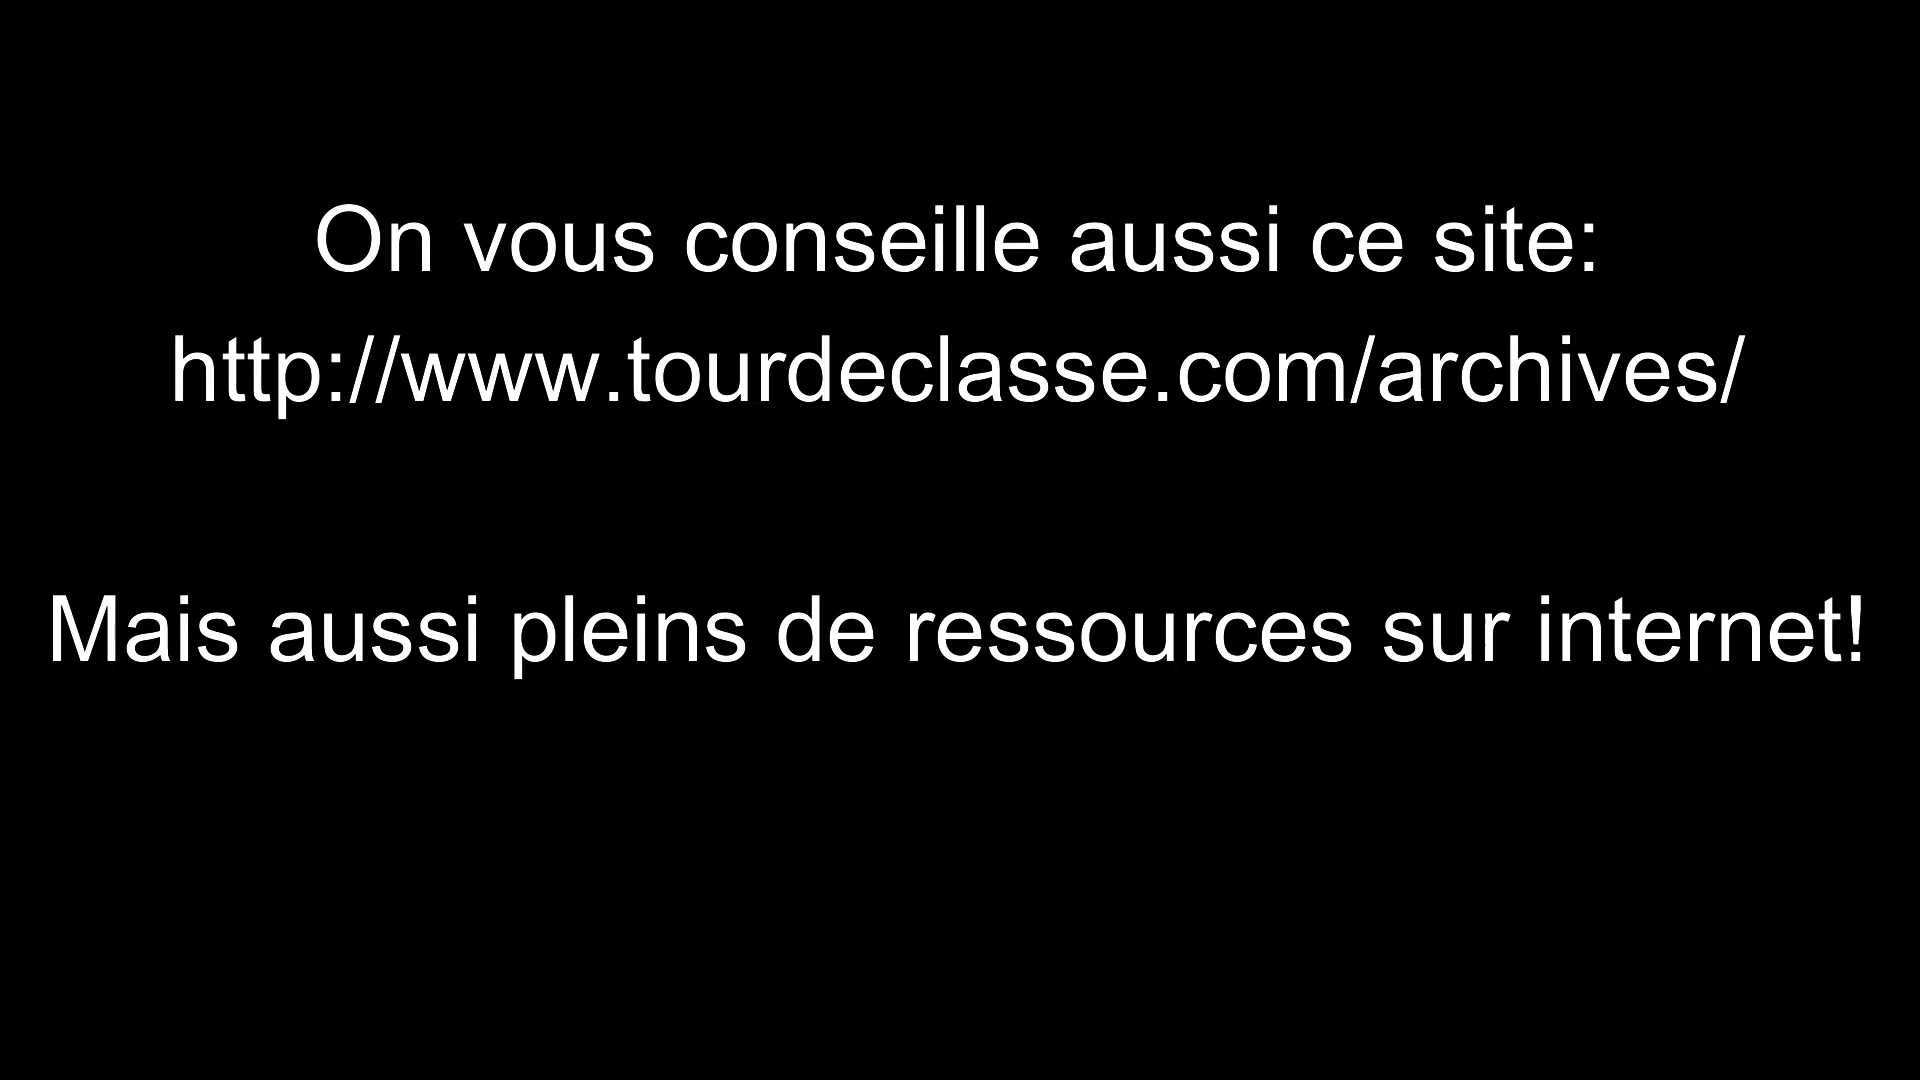 On vous conseille aussi ce site:
http://www.tourdeclasse.com/archives/
Mais aussi pleins de ressources sur internet!